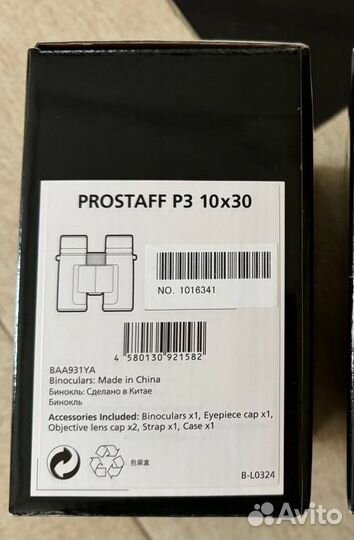 PROSTAFF P3 10x30
NO. 1016341
4 580130 921582
BAA931YA
Binoculars: Made in China
Бинокль: Сделано в Китае
Бинокль
Accessories Included: Binoculars x1, Eyepiece cap x1,
Objective lens cap x2, Strap x1, Case x1
包装盒
B-L0324
Avito